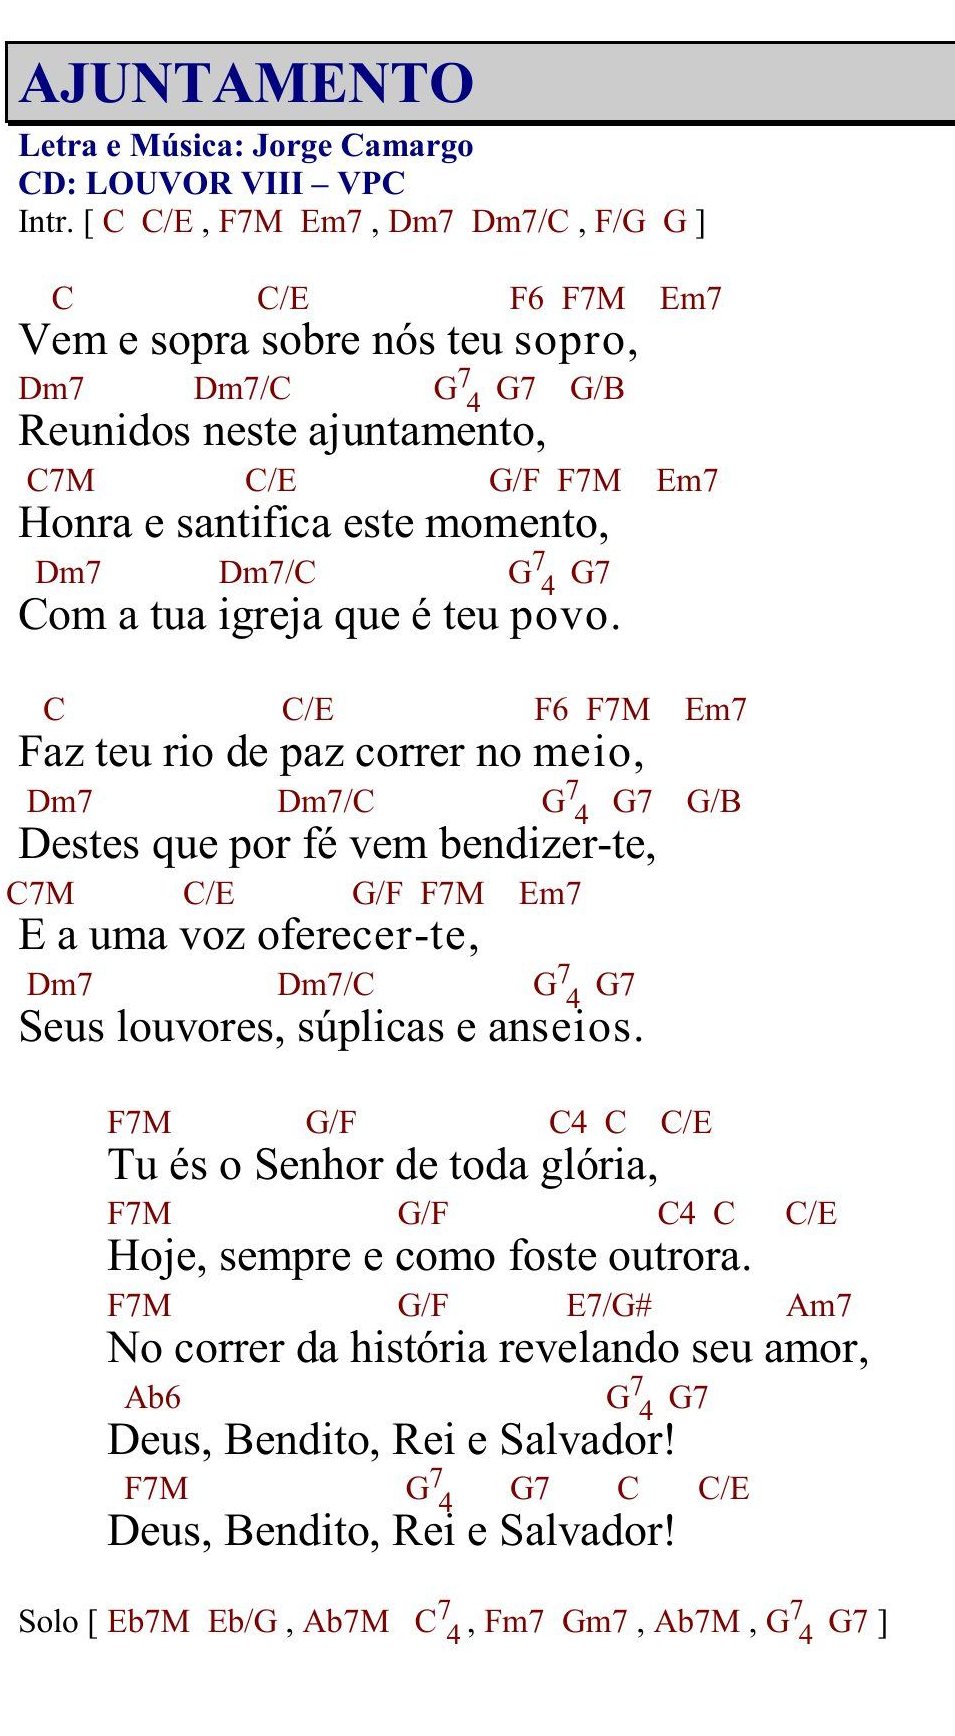 AJUNTAMENTO
Letra e Música: Jorge Camargo
CD: LOUVOR VIII – VPC
Intr. [ C C/E , F7M Em7 , Dm7 Dm7/C , F/G G ]
C C/E F6 F7M Em7
Vem e sopra sobre nós teu sopro,
Dm7 Dm7/C G7 4 G7 G/B
Reunidos neste ajuntamento,
C7M C/E G/F F7M Em7
Honra e santifica este momento,
Dm7 Dm7/C G7 4 G7
Com a tua igreja que é teu povo.
C C/E F6 F7M Em7
Faz teu rio de paz correr no meio,
Dm7 Dm7/C G7 4 G7 G/B
Destes que por fé vem bendizer-te,
C7M C/E G/F F7M Em7
E a uma voz oferecer-te,
Dm7 Dm7/C G7 4 G7
Seus louvores, súplicas e anseios.
F7M G/F C4 C C/E
Tu és o Senhor de toda glória,
F7M G/F C4 C C/E
Hoje, sempre e como foste outrora.
F7M G/F E7/G# Am7
No correr da história revelando seu amor,
Ab6 G7 4 G7
Deus, Bendito, Rei e Salvador!
F7M G7 4 G7 C C/E
Deus, Bendito, Rei e Salvador!
Solo [ Eb7M Eb/G , Ab7M C7 4 , Fm7 Gm7 , Ab7M , G7 4 G7 ]